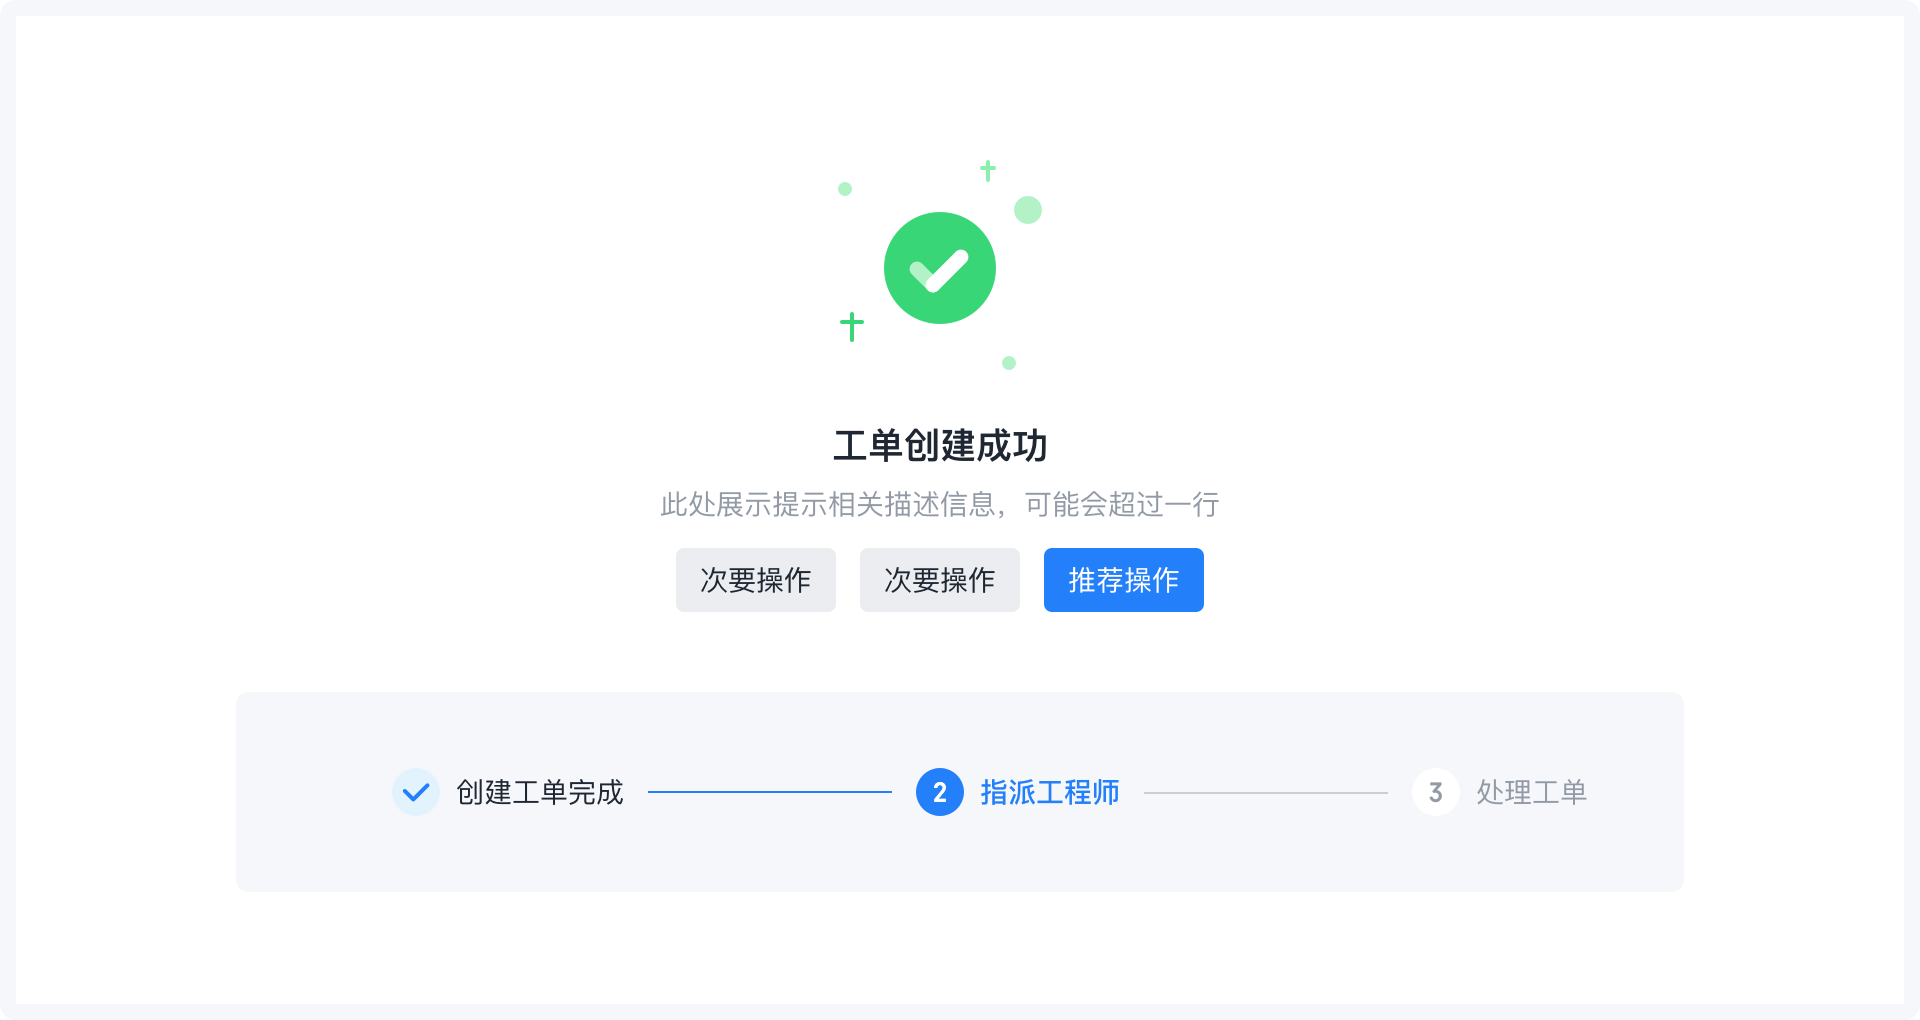 工单创建成功
此处展示提示相关描述信息，可能会超过一行
次要操作 次要操作 推荐操作
创建工单完成 2 指派工程师 3 处理工单